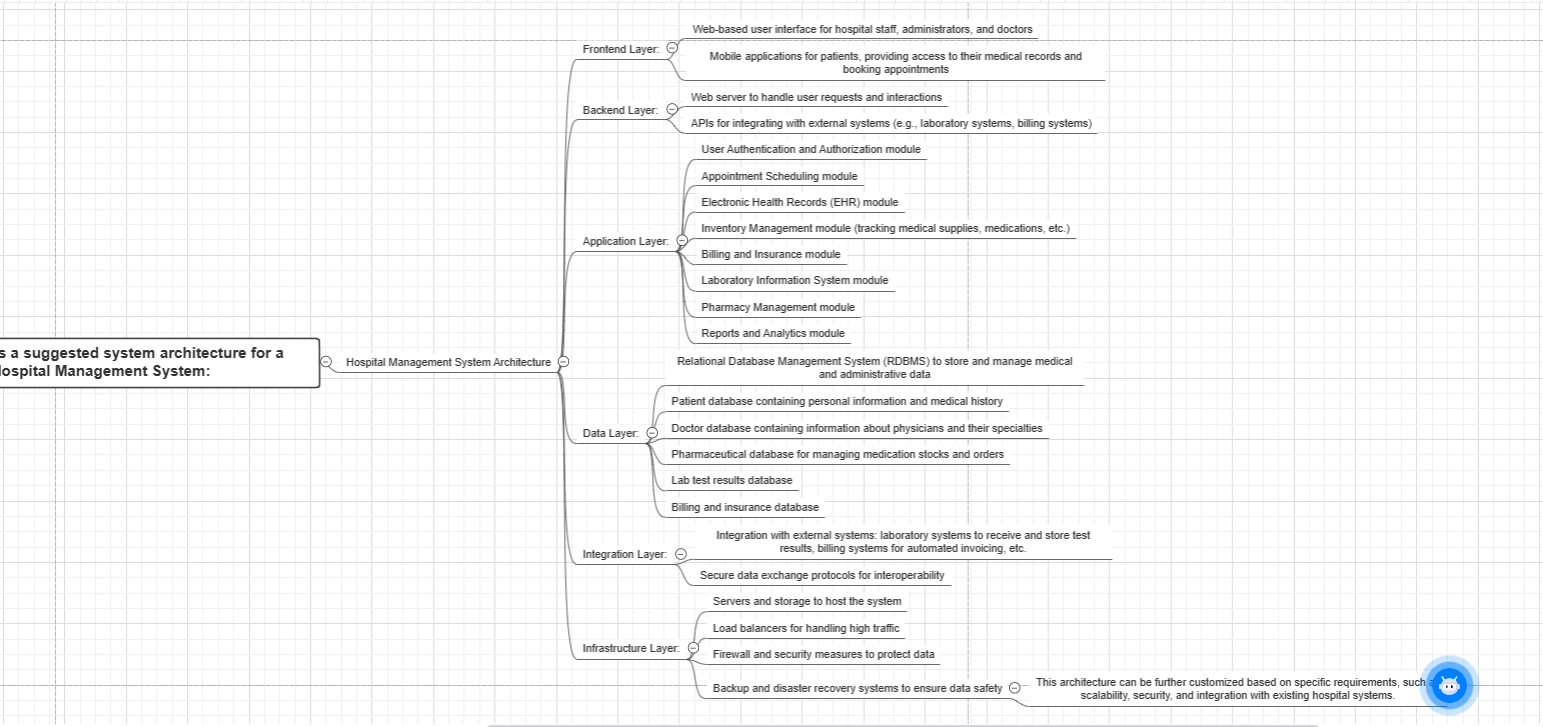 s a suggested system architecture for a
ospital Management System:
Hospital Management System Architecture
Frontend Layer:
Web-based user interface for hospital staff, administrators, and doctors
Mobile applications for patients, providing access to their medical records and
booking appointments
Backend Layer:
Web server to handle user requests and interactions
APIs for integrating with external systems (e.g., laboratory systems, billing systems)
Application Layer:
User Authentication and Authorization module
Appointment Scheduling module
Electronic Health Records (EHR) module
Inventory Management module (tracking medical supplies, medications, etc.)
Billing and Insurance module
Laboratory Information System module
Pharmacy Management module
Reports and Analytics module
Data Layer:
Relational Database Management System (RDBMS) to store and manage medical
and administrative data
Patient database containing personal information and medical history
Doctor database containing information about physicians and their specialties
Pharmaceutical database for managing medication stocks and orders
Lab test results database
Billing and insurance database
Integration Layer:
Integration with external systems: laboratory systems to receive and store test
results, billing systems for automated invoicing, etc.
Secure data exchange protocols for interoperability
Infrastructure Layer:
Servers and storage to host the system
Load balancers for handling high traffic
Firewall and security measures to protect data
Backup and disaster recovery systems to ensure data safety
This architecture can be further customized based on specific requirements, such
scalability, security, and integration with existing hospital systems.